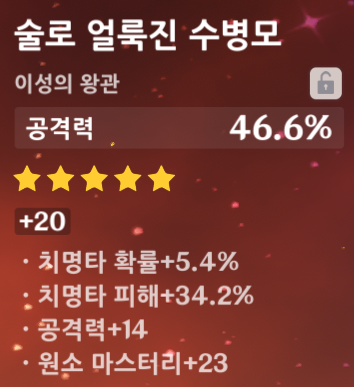 술로 얼룩진 수병모
이성의 왕관
공격력 46.6%
+20
· 치명타 확률+5.4%
· 치명타 피해+34.2%
· 공격력+14
· 원소 마스터리+23